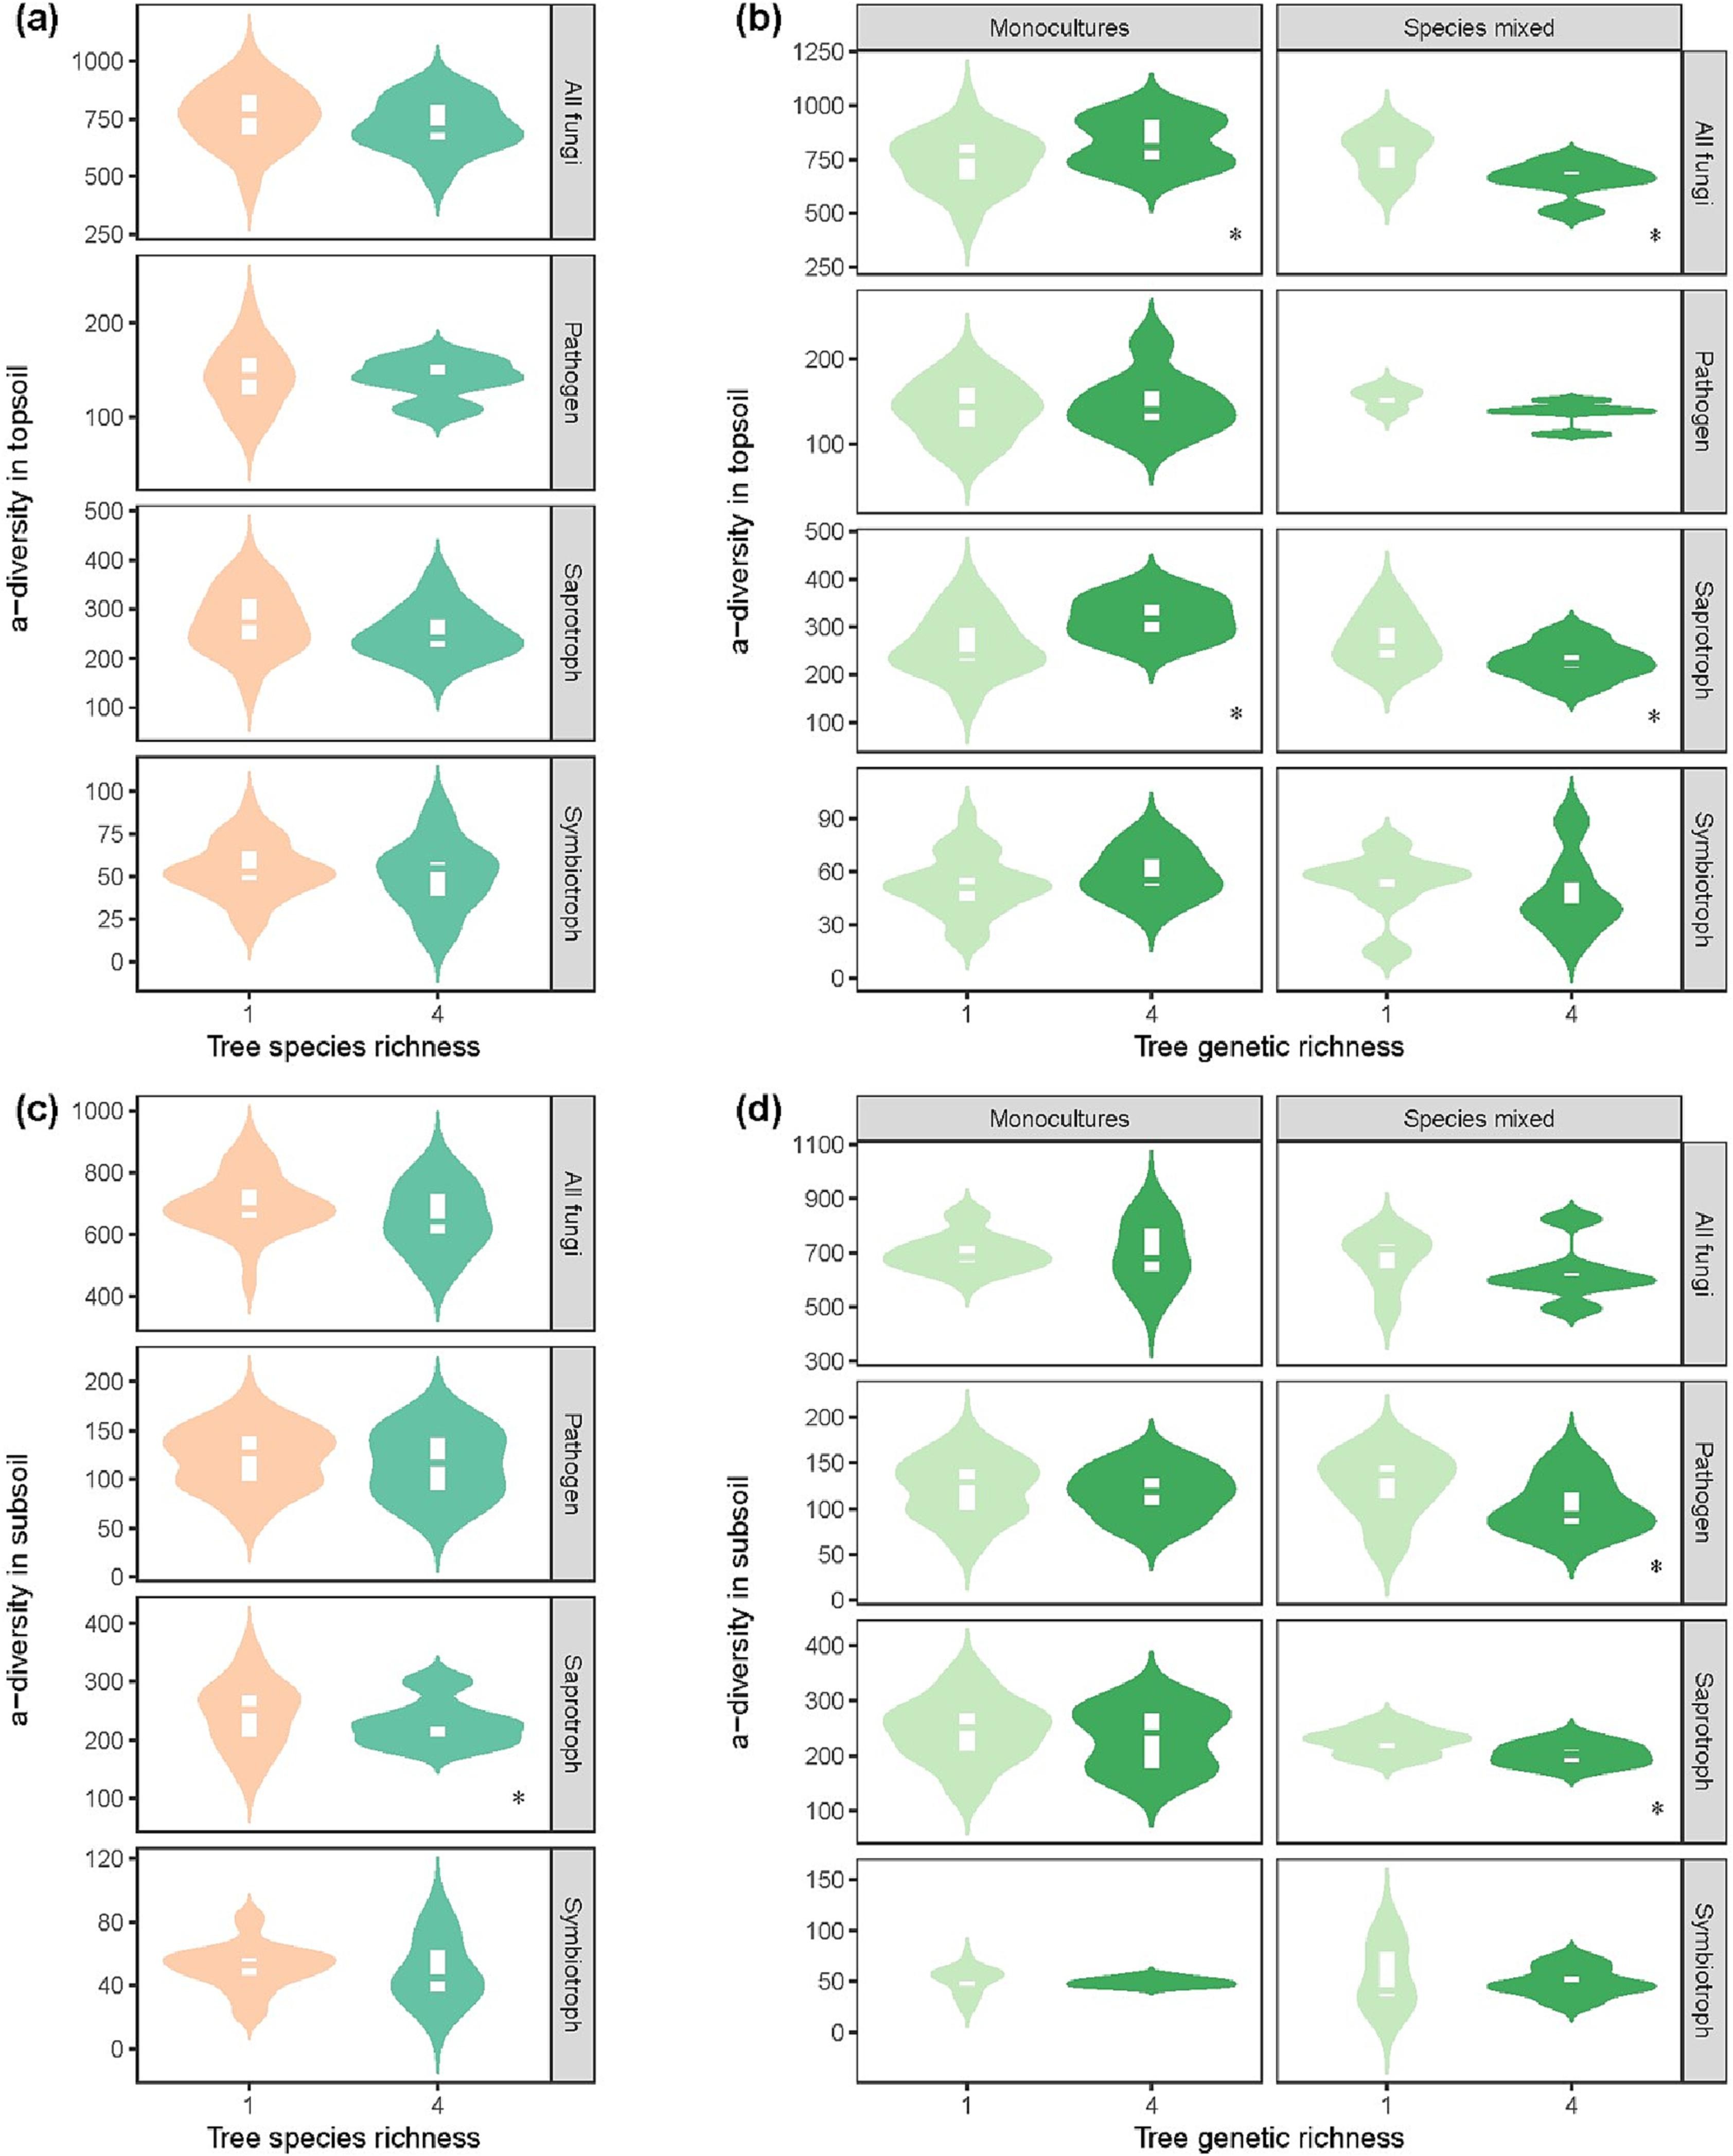 (a)
1000
750
500
250
All fungi
200
100
Pathogen
500
400
300
200
100
Saprotroph
100
75
50
25
0
Symbiotroph
a-diversity in topsoil
1
4
Tree species richness
(b)
Monocultures
Species mixed
1250
1000
750
500
250
*
*
All fungi
200
100
Pathogen
500
400
300
200
100
*
*
Saprotroph
90
60
30
0
Symbiotroph
a-diversity in topsoil
1
4
1
4
Tree genetic richness
(c)
1000
800
600
400
All fungi
200
150
100
50
0
Pathogen
400
300
200
100
*
Saprotroph
120
80
40
0
Symbiotroph
a-diversity in subsoil
1
4
Tree species richness
(d)
Monocultures
Species mixed
1100
900
700
500
300
All fungi
200
150
100
50
0
*
Pathogen
400
300
200
100
*
Saprotroph
150
100
50
0
Symbiotroph
a-diversity in subsoil
1
4
1
4
Tree genetic richness